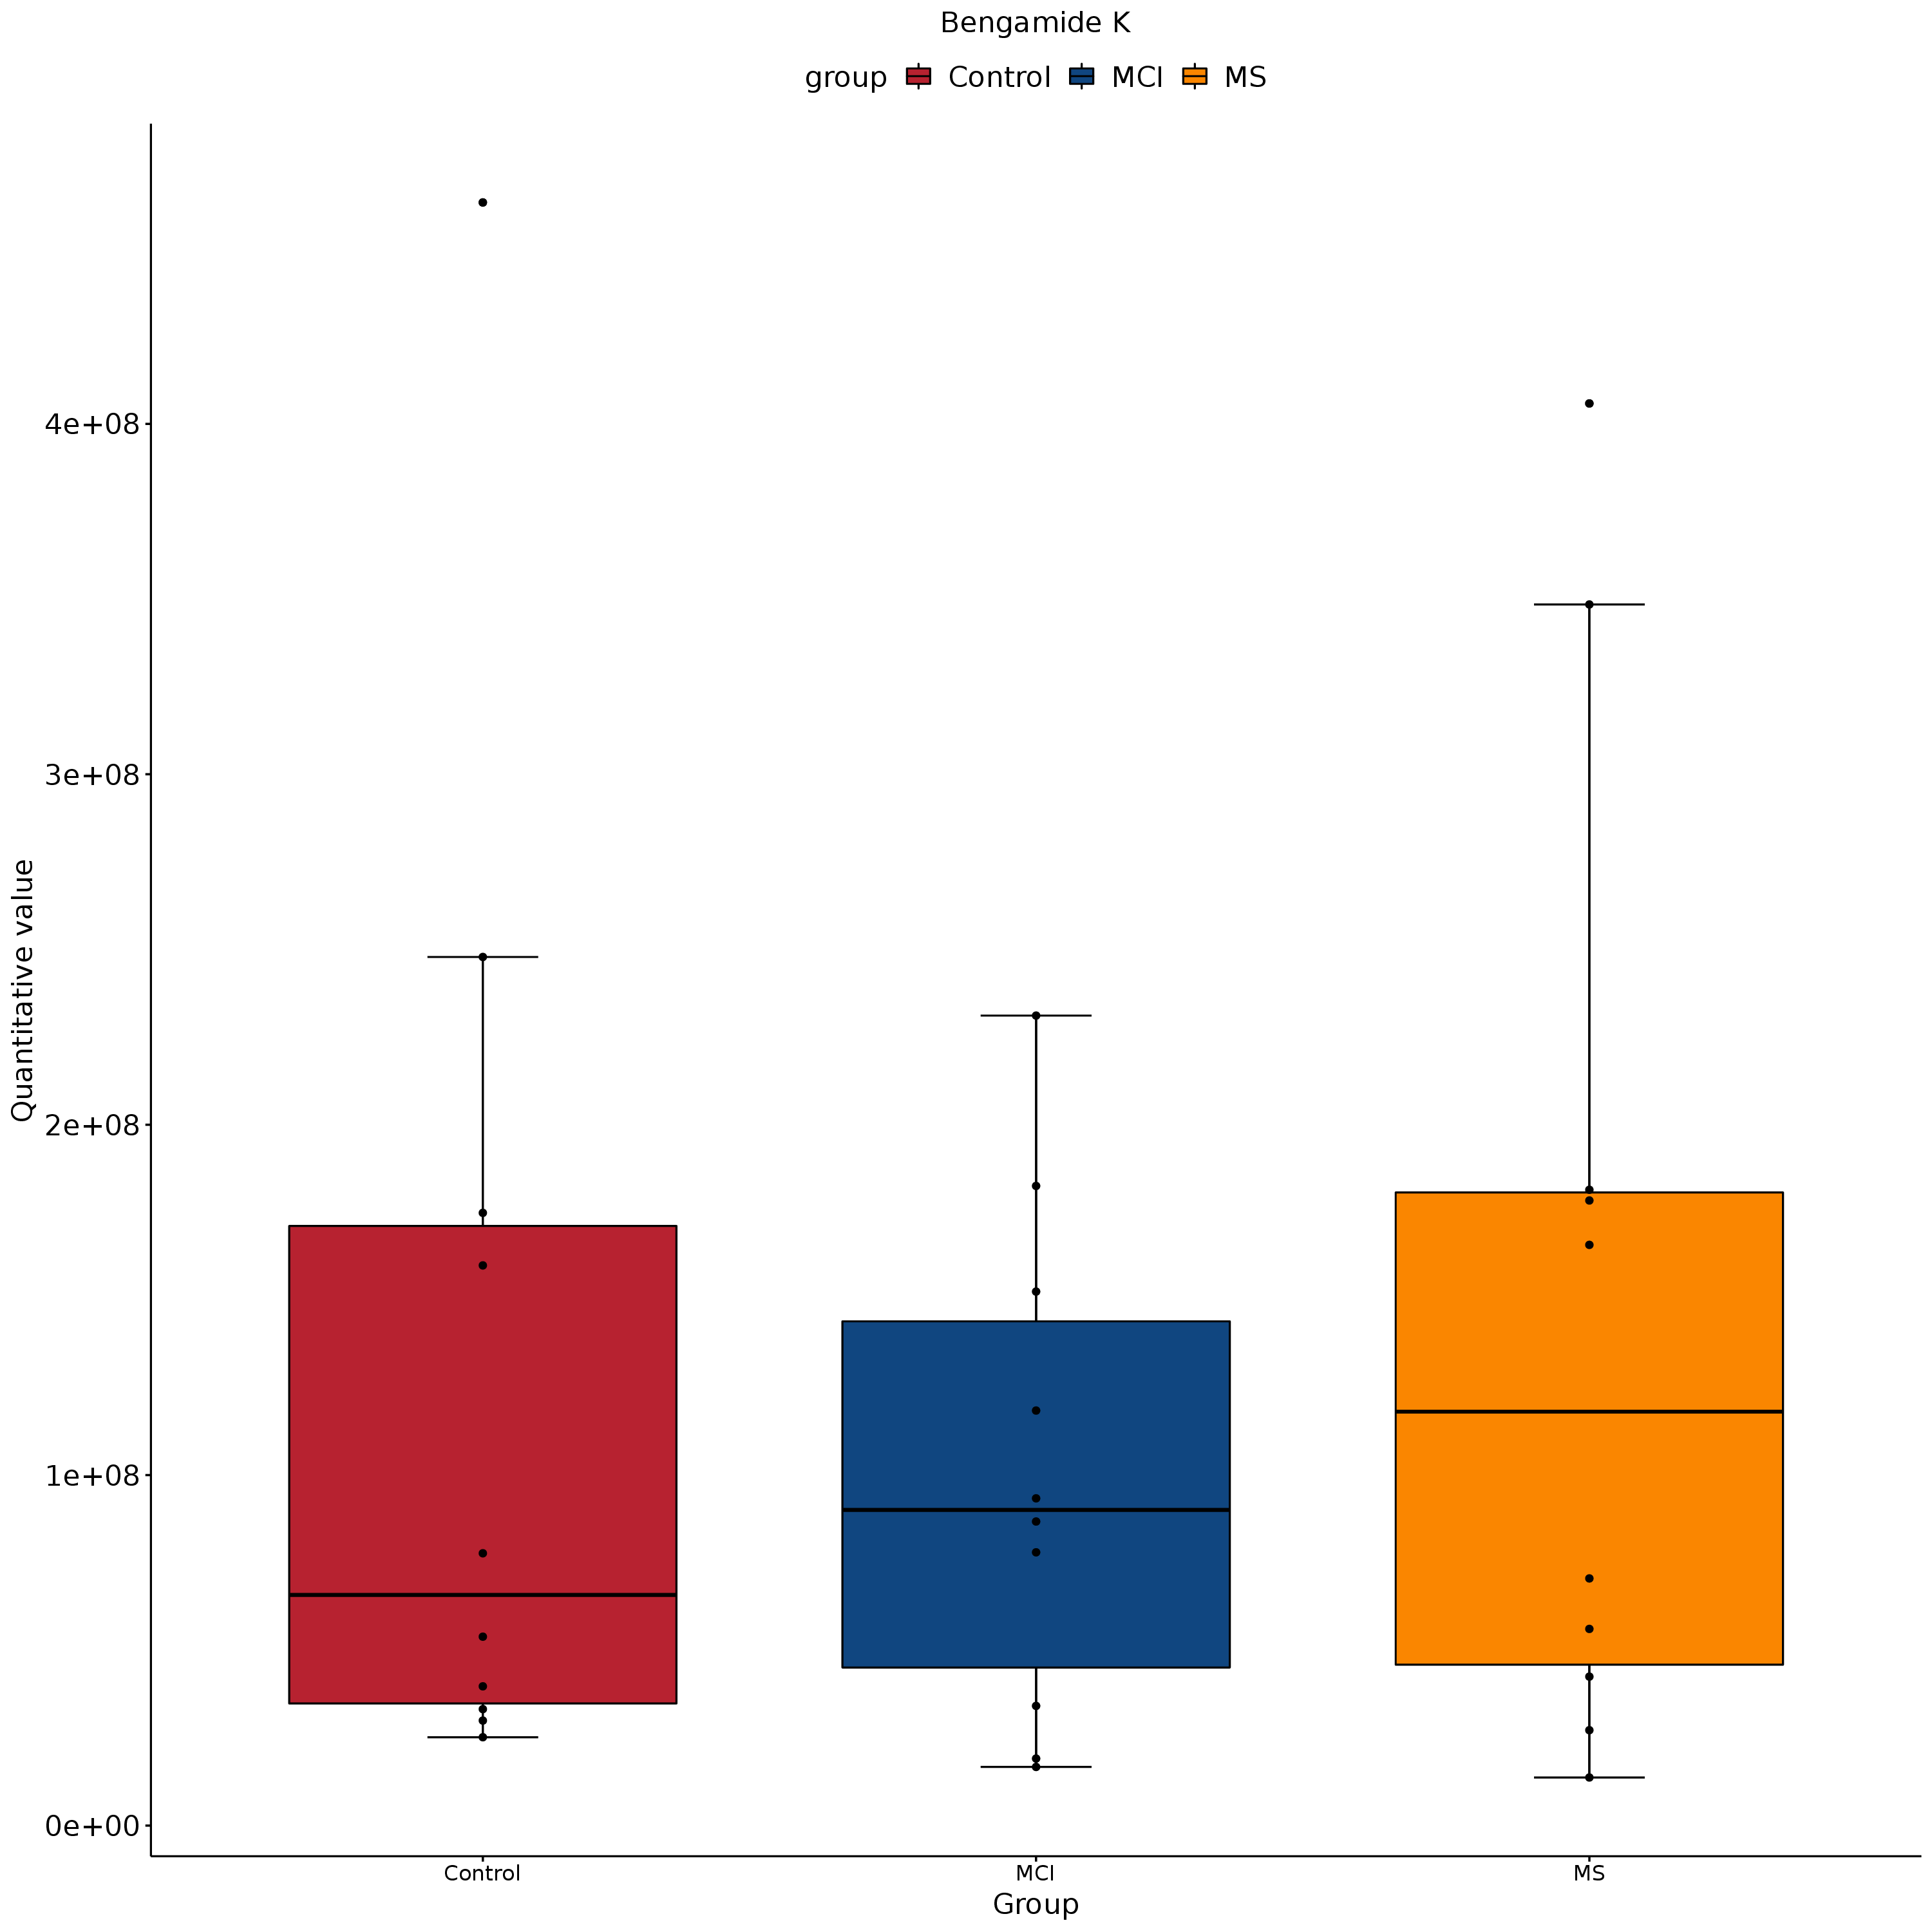 Bengamide K
group Control MCI MS
Quantitative value
4e+08
3e+08
2e+08
1e+08
0e+00
Control MCI MS
Group